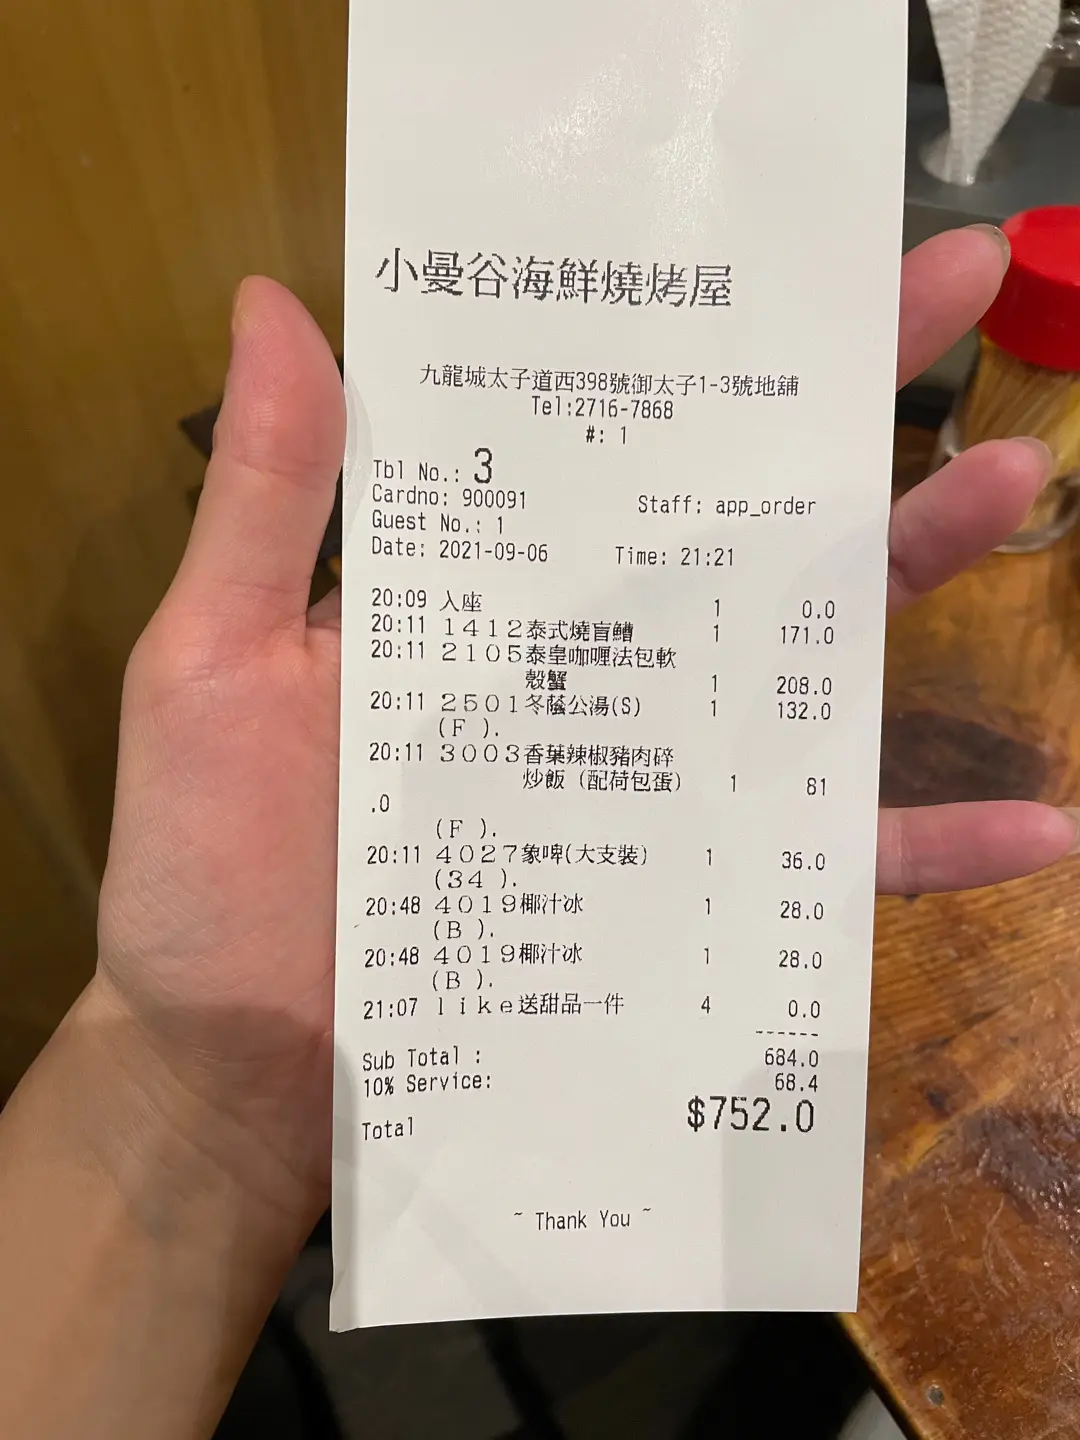 小曼谷海鮮燒烤屋
九龍城太子道西398號御太子1-3號地舖
Tel:2716-7868
#: 1
Tbl No.: 3
Cardno: 900091 Staff: app_order
Guest No.: 1
Date: 2021-09-06 Time: 21:21
20:09 入座 1 0.0
20:11 1412泰式燒盲鰽 1 171.0
20:11 2105泰皇咖喱法包軟
殼蟹 1 208.0
20:11 2501冬蔭公湯(S) 1 132.0
(F ).
20:11 3003香葉辣椒豬肉碎
炒飯 (配荷包蛋) 1 81
.0
(F ).
20:11 4027象啤(大支裝) 1 36.0
(34 ).
20:48 4019椰汁冰 1 28.0
(B ).
20:48 4019椰汁冰 1 28.0
(B ).
21:07 like送甜品一件 4 0.0
------
Sub Total : 684.0
10% Service: 68.4
Total $752.0
~ Thank You ~